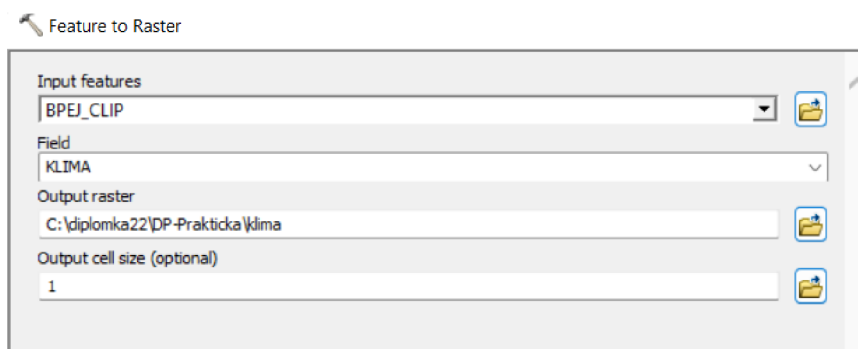 Feature to Raster
Input features
BPEJ_CLIP
Field
KLIMA
Output raster
C:\diplomka22\DP-Prakticka\klima
Output cell size (optional)
1